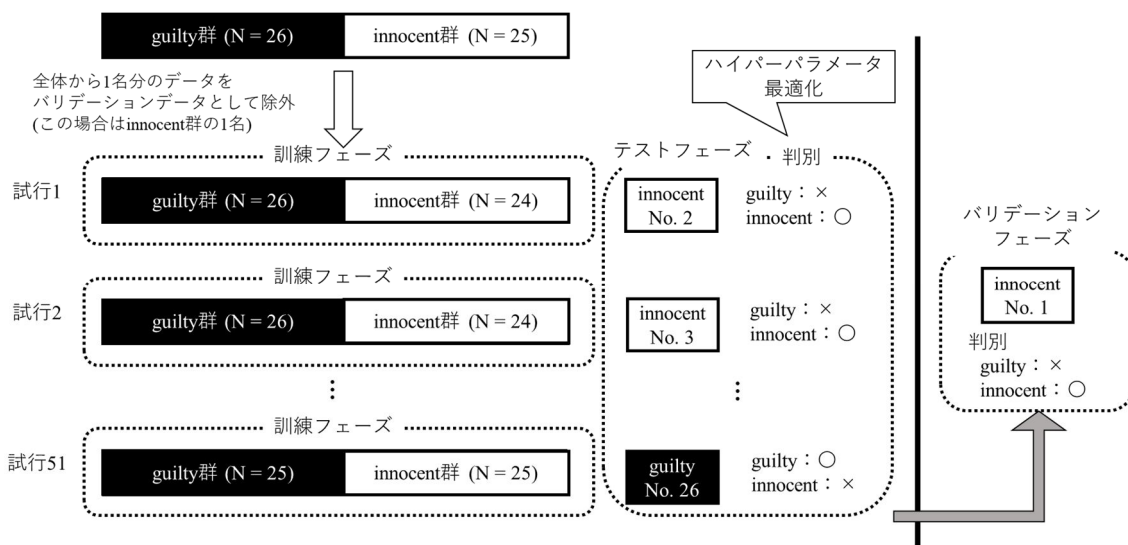 guilty群 (N = 26)
innocent群 (N = 25)
全体から1名分のデータを
バリデーションデータとして除外
(この場合はinnocent群の1名)
ハイパーパラメータ
最適化
訓練フェーズ
テストフェーズ
判別
試行1
guilty群 (N = 26)
innocent群 (N = 24)
innocent
No. 2
guilty：×
innocent：〇
訓練フェーズ
試行2
guilty群 (N = 26)
innocent群 (N = 24)
innocent
No. 3
guilty：×
innocent：〇
訓練フェーズ
試行51
guilty群 (N = 25)
innocent群 (N = 25)
guilty
No. 26
guilty：〇
innocent：×
バリデーション
フェーズ
innocent
No. 1
判別
guilty：×
innocent：〇